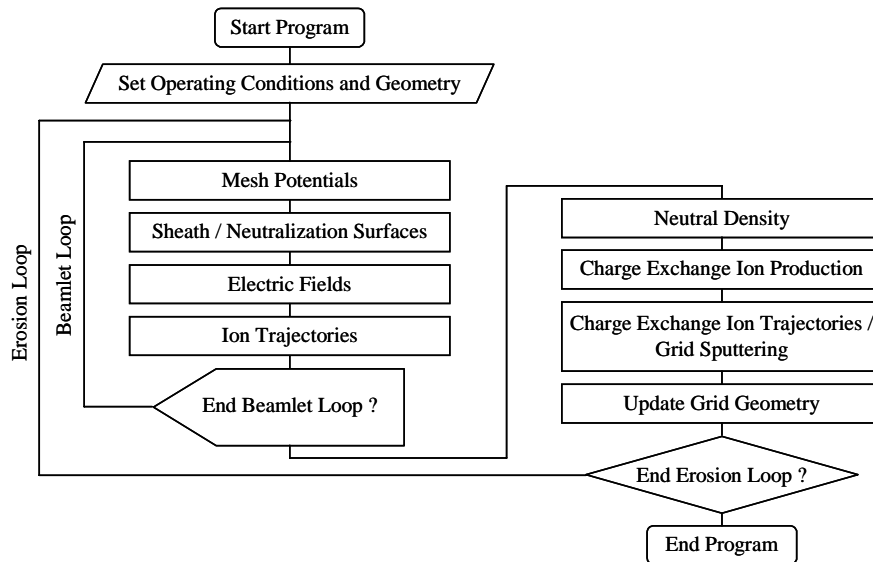 Start Program
Set Operating Conditions and Geometry
Erosion Loop
Beamlet Loop
Mesh Potentials
Sheath / Neutralization Surfaces
Electric Fields
Ion Trajectories
End Beamlet Loop ?
Neutral Density
Charge Exchange Ion Production
Charge Exchange Ion Trajectories /
Grid Sputtering
Update Grid Geometry
End Erosion Loop ?
End Program